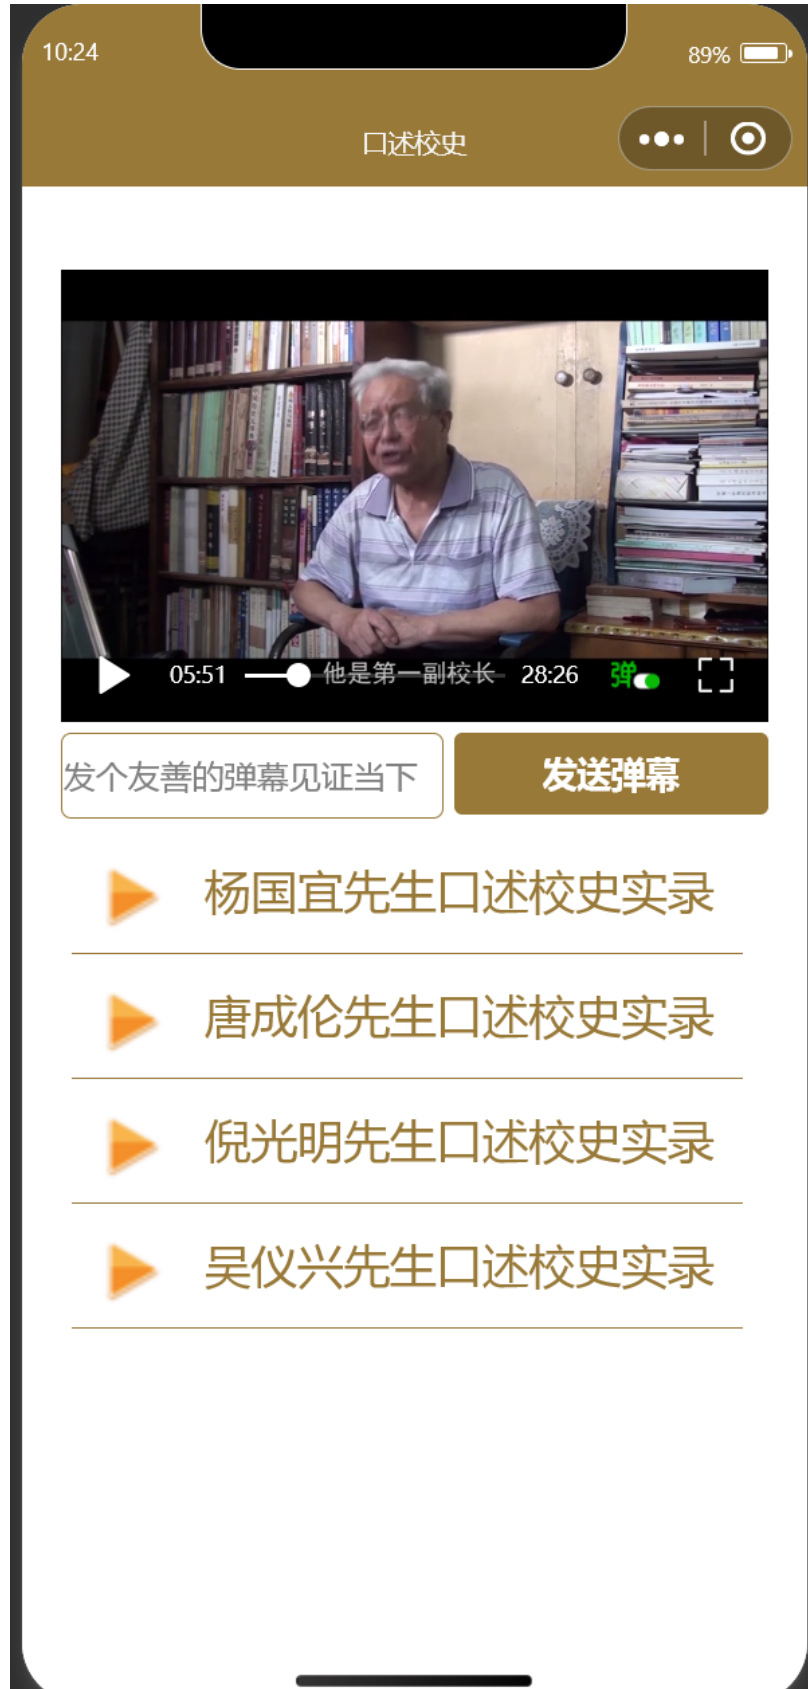 10:24
89%
口述校史
05:51
他是第一副校长
28:26
弹
发个友善的弹幕见证当下
发送弹幕
杨国宜先生口述校史实录
唐成伦先生口述校史实录
倪光明先生口述校史实录
吴仪兴先生口述校史实录